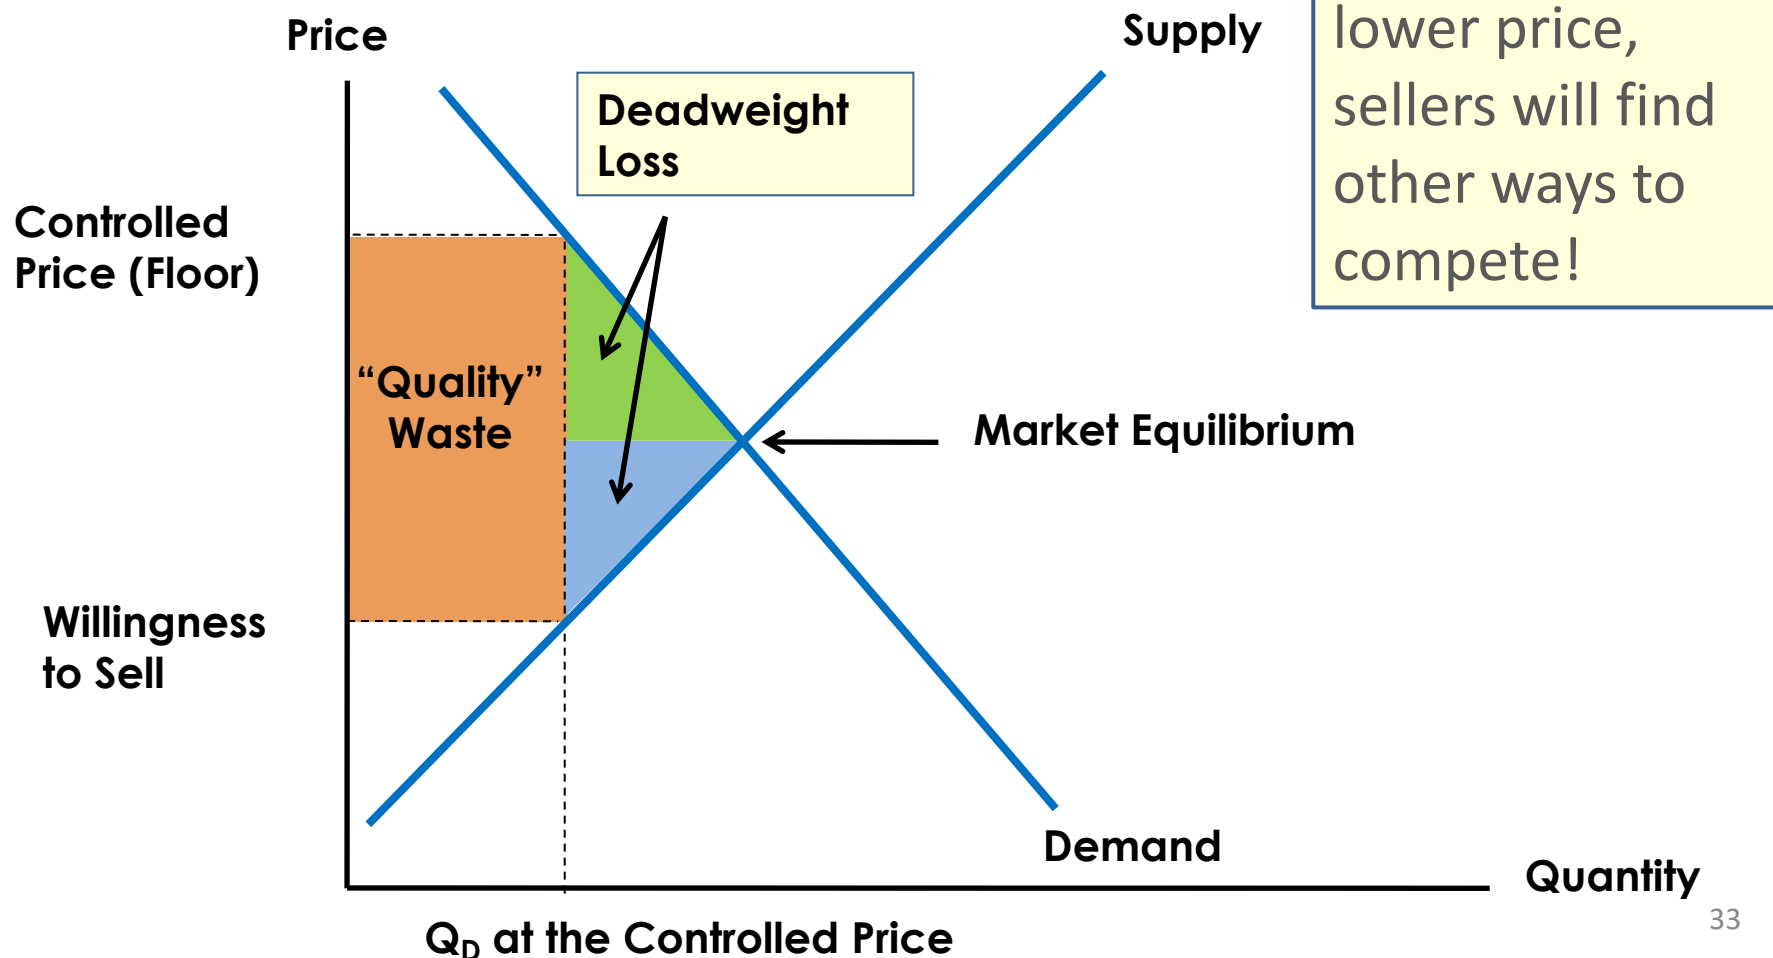 Price
Supply
lower price,
sellers will find
other ways to
compete!
Deadweight
Loss
Controlled
Price (Floor)
“Quality”
Waste
Market Equilibrium
Willingness
to Sell
Demand
Quantity
33
QD at the Controlled Price